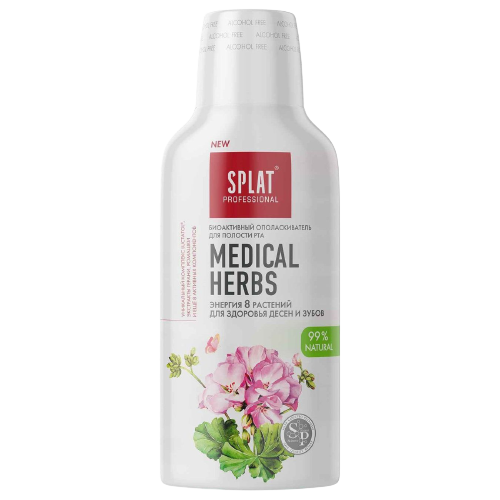 ALCOHOL FREE
NEW
SPLAT
PROFESSIONAL
БИОАКТИВНЫЙ ОПОЛАСКИВАТЕЛЬ
ДЛЯ ПОЛОСТИ РТА
MEDICAL
HERBS
ЭНЕРГИЯ 8 РАСТЕНИЙ
ДЛЯ ЗДОРОВЬЯ ДЕСЕН И ЗУБОВ
99%
NATURAL